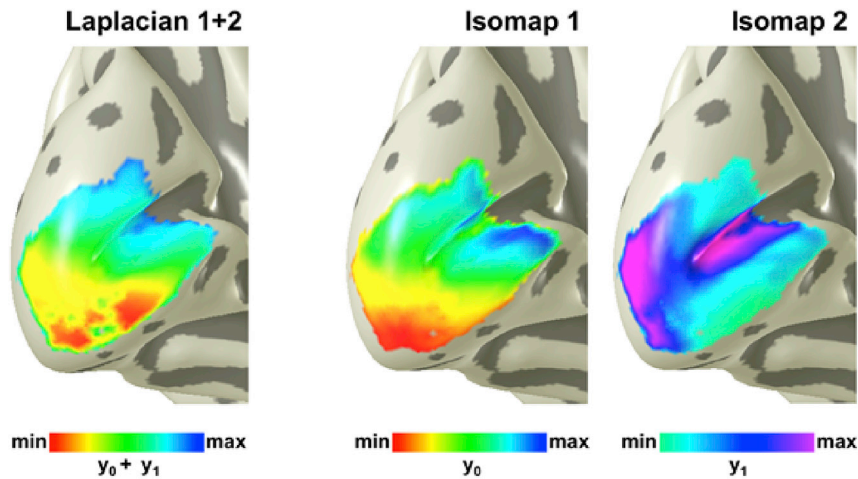 Laplacian 1+2
Isomap 1
Isomap 2
min max
y₀ + y₁
min max
y₀
min max
y₁